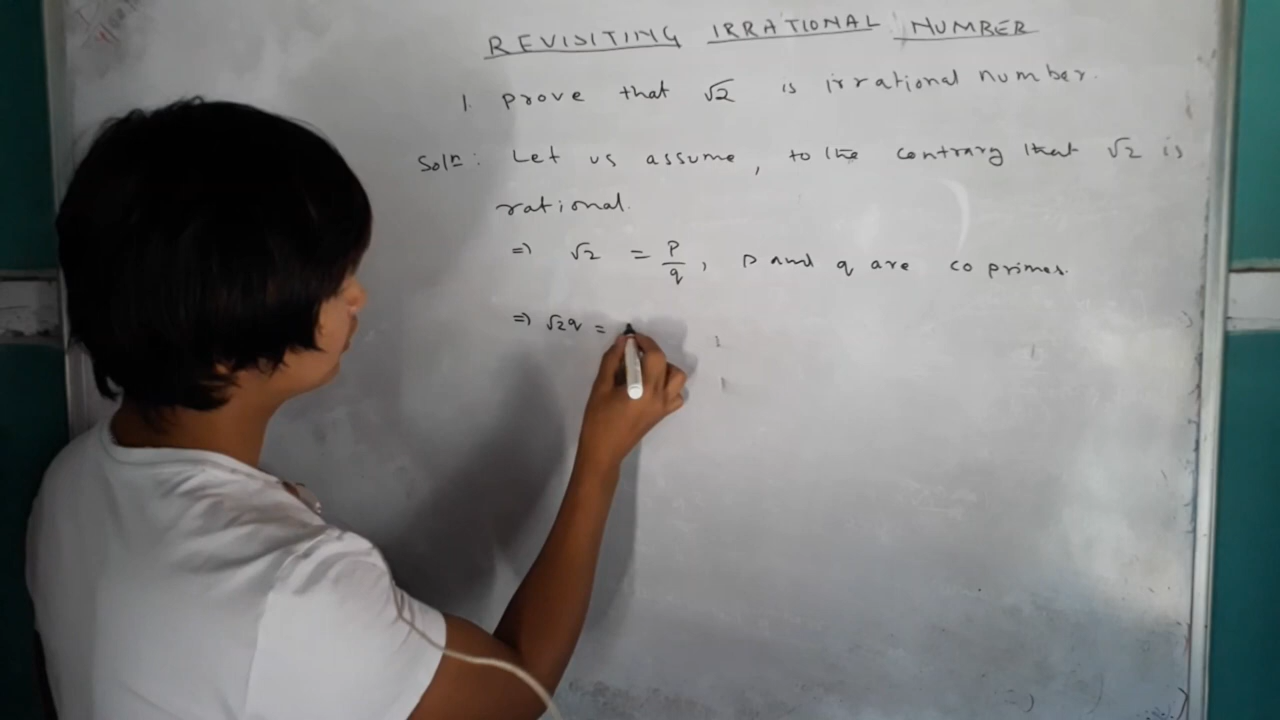 REVISITING IRRATIONAL NUMBER
1. prove that √2 is irrational number.
Solⁿ: Let us assume, to the contrary that √2 is
rational.
=> √2 = p/q, p and q are co primes.
=> √2q =